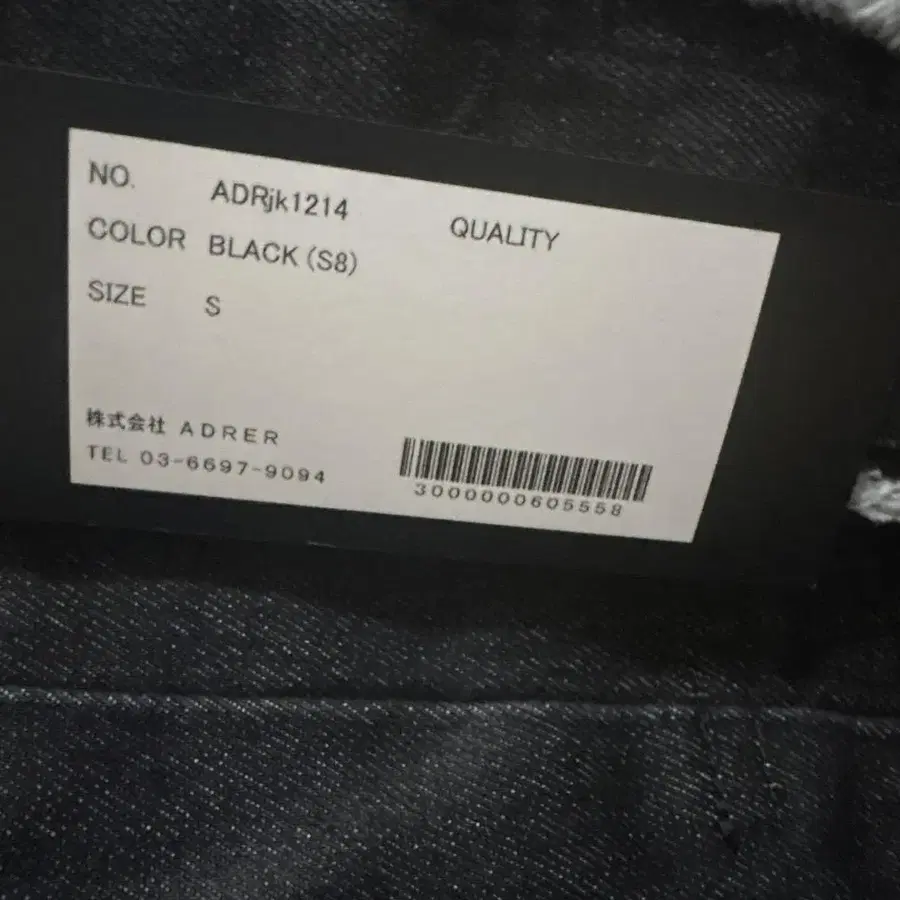 NO. ADRjk1214 QUALITY
COLOR BLACK (S8)
SIZE S
株式会社 ADRER
TEL 03-6697-9094
3000000605558